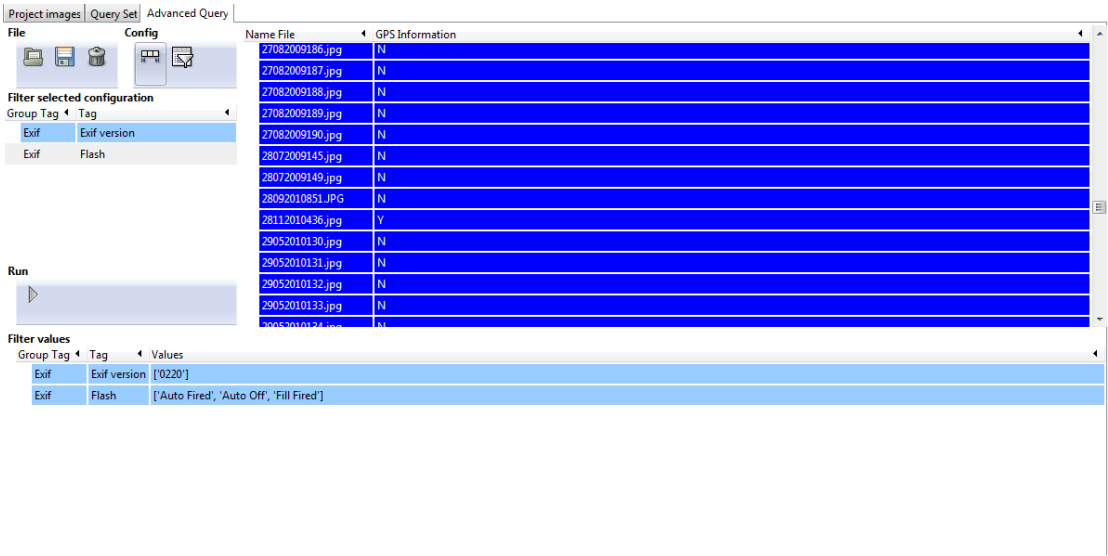 Project images Query Set Advanced Query
File Config
Filter selected configuration
Group Tag Tag
Exif Exif version
Exif Flash
Run
Name File GPS Information
27082009186.jpg N
27082009187.jpg N
27082009188.jpg N
27082009189.jpg N
27082009190.jpg N
28072009145.jpg N
28072009149.jpg N
28092010851.JPG N
28112010436.jpg Y
29052010130.jpg N
29052010131.jpg N
29052010132.jpg N
29052010133.jpg N
29052010134.jpg N
Filter values
Group Tag Tag Values
Exif Exif version ['0220']
Exif Flash ['Auto Fired', 'Auto Off', 'Fill Fired']